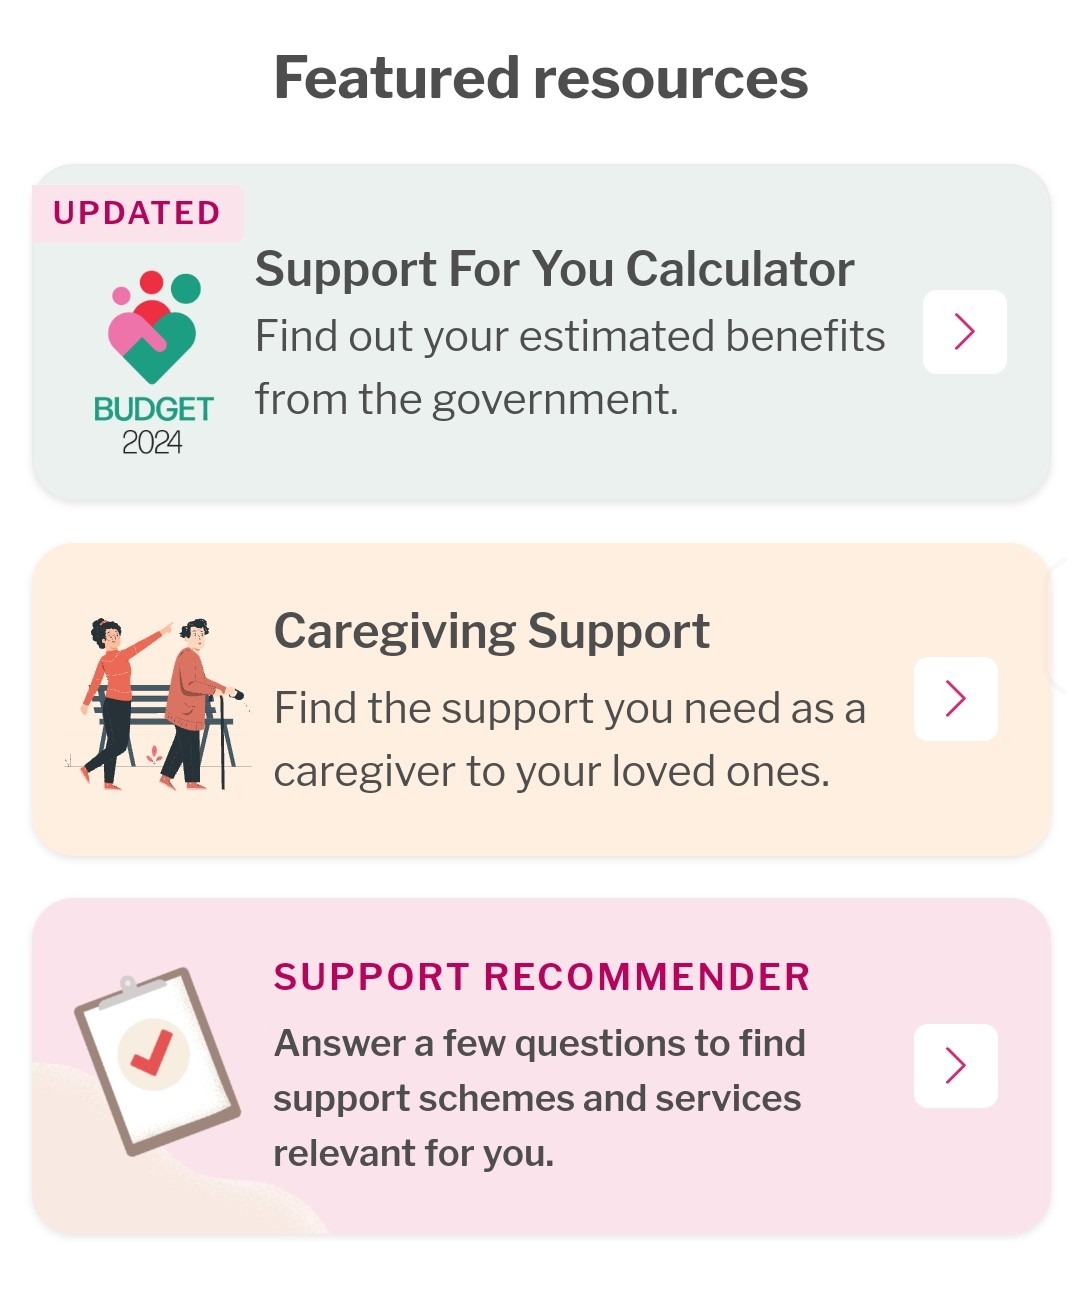 Featured resources
UPDATED
BUDGET
2024
Support For You Calculator
Find out your estimated benefits
from the government.
Caregiving Support
Find the support you need as a
caregiver to your loved ones.
SUPPORT RECOMMENDER
Answer a few questions to find
support schemes and services
relevant for you.